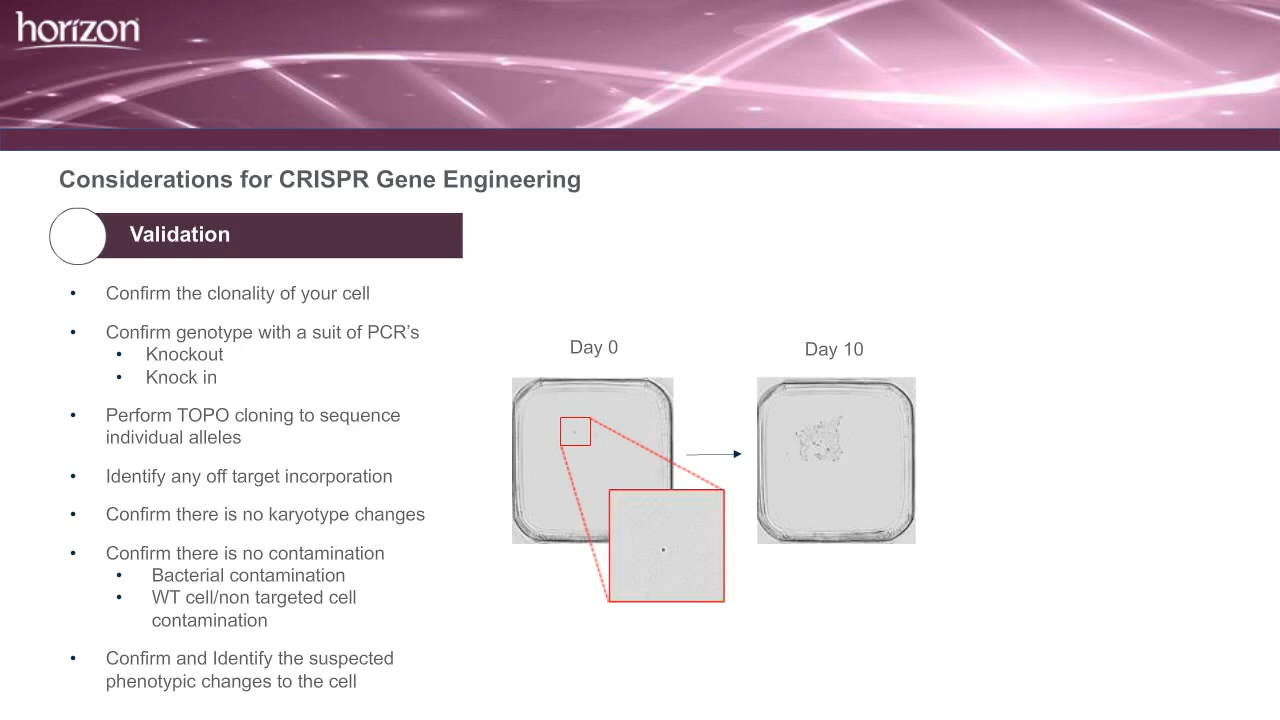 horizon
Considerations for CRISPR Gene Engineering
Validation
• Confirm the clonality of your cell
• Confirm genotype with a suit of PCR’s
• Knockout
• Knock in
• Perform TOPO cloning to sequence
individual alleles
• Identify any off target incorporation
• Confirm there is no karyotype changes
• Confirm there is no contamination
• Bacterial contamination
• WT cell/non targeted cell
contamination
• Confirm and Identify the suspected
phenotypic changes to the cell
Day 0
Day 10